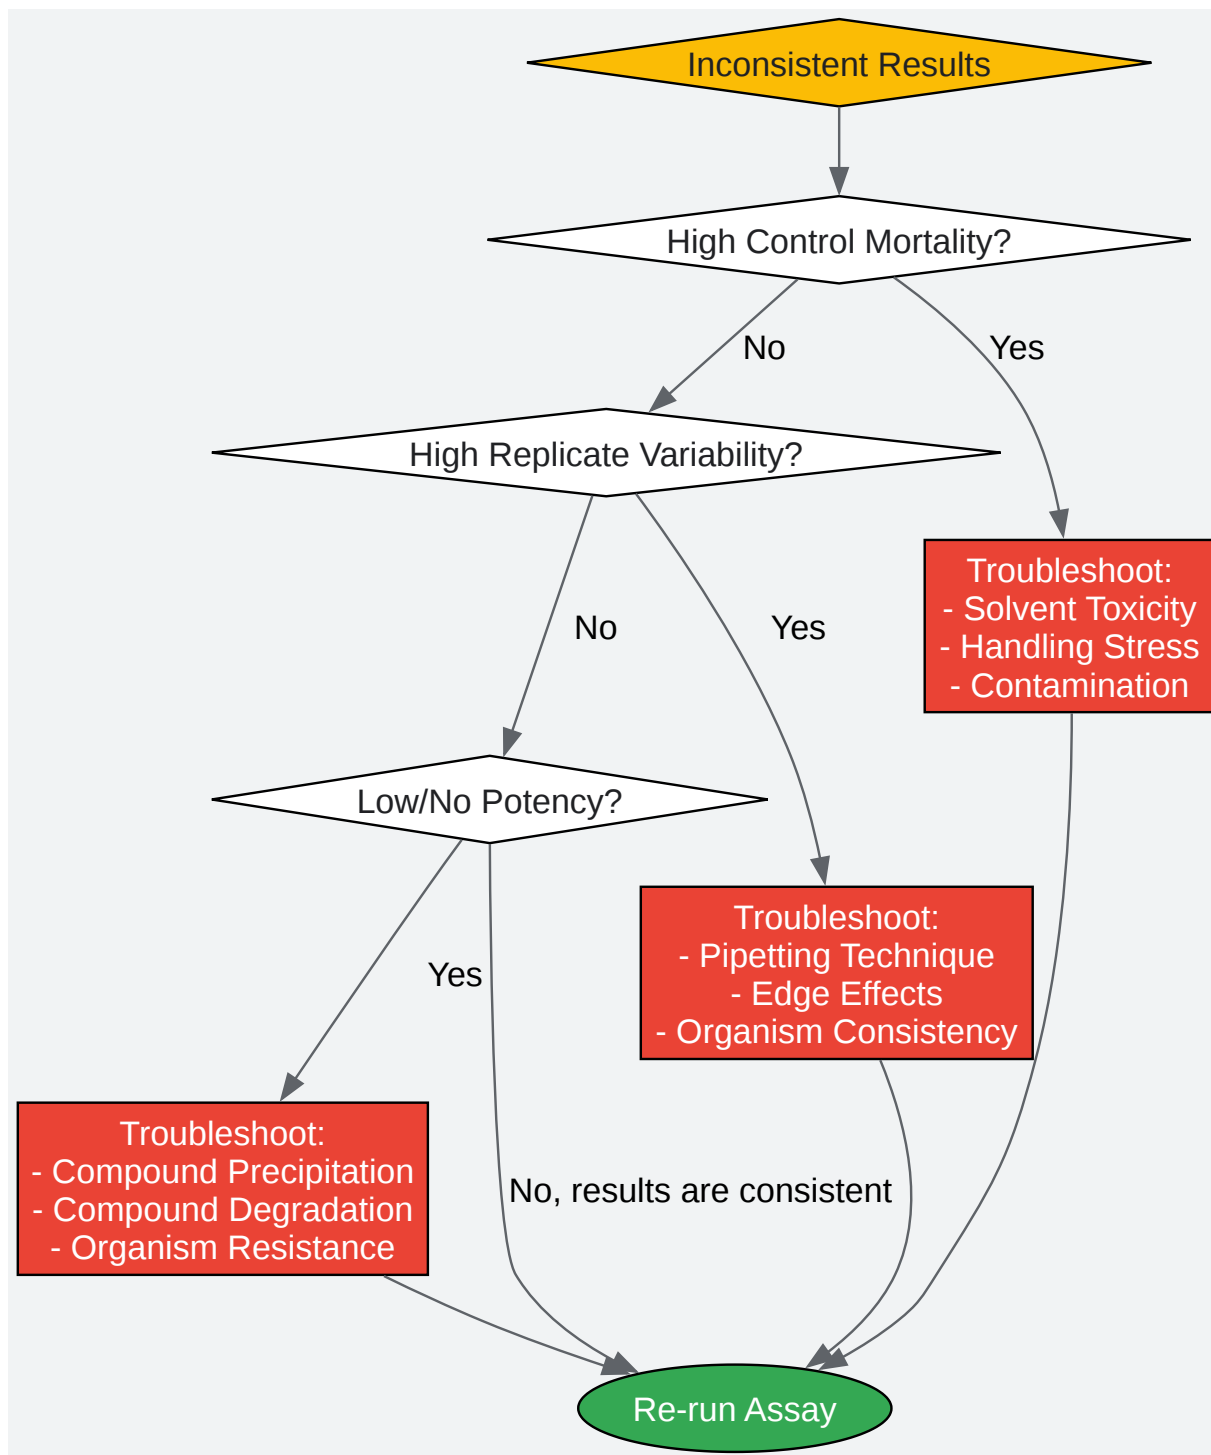 Inconsistent Results
High Control Mortality?
No
Yes
High Replicate Variability?
Troubleshoot:
- Solvent Toxicity
- Handling Stress
- Contamination
No
Yes
Low/No Potency?
Troubleshoot:
- Pipetting Technique
- Edge Effects
- Organism Consistency
Yes
Troubleshoot:
- Compound Precipitation
- Compound Degradation
- Organism Resistance
No, results are consistent
Re-run Assay